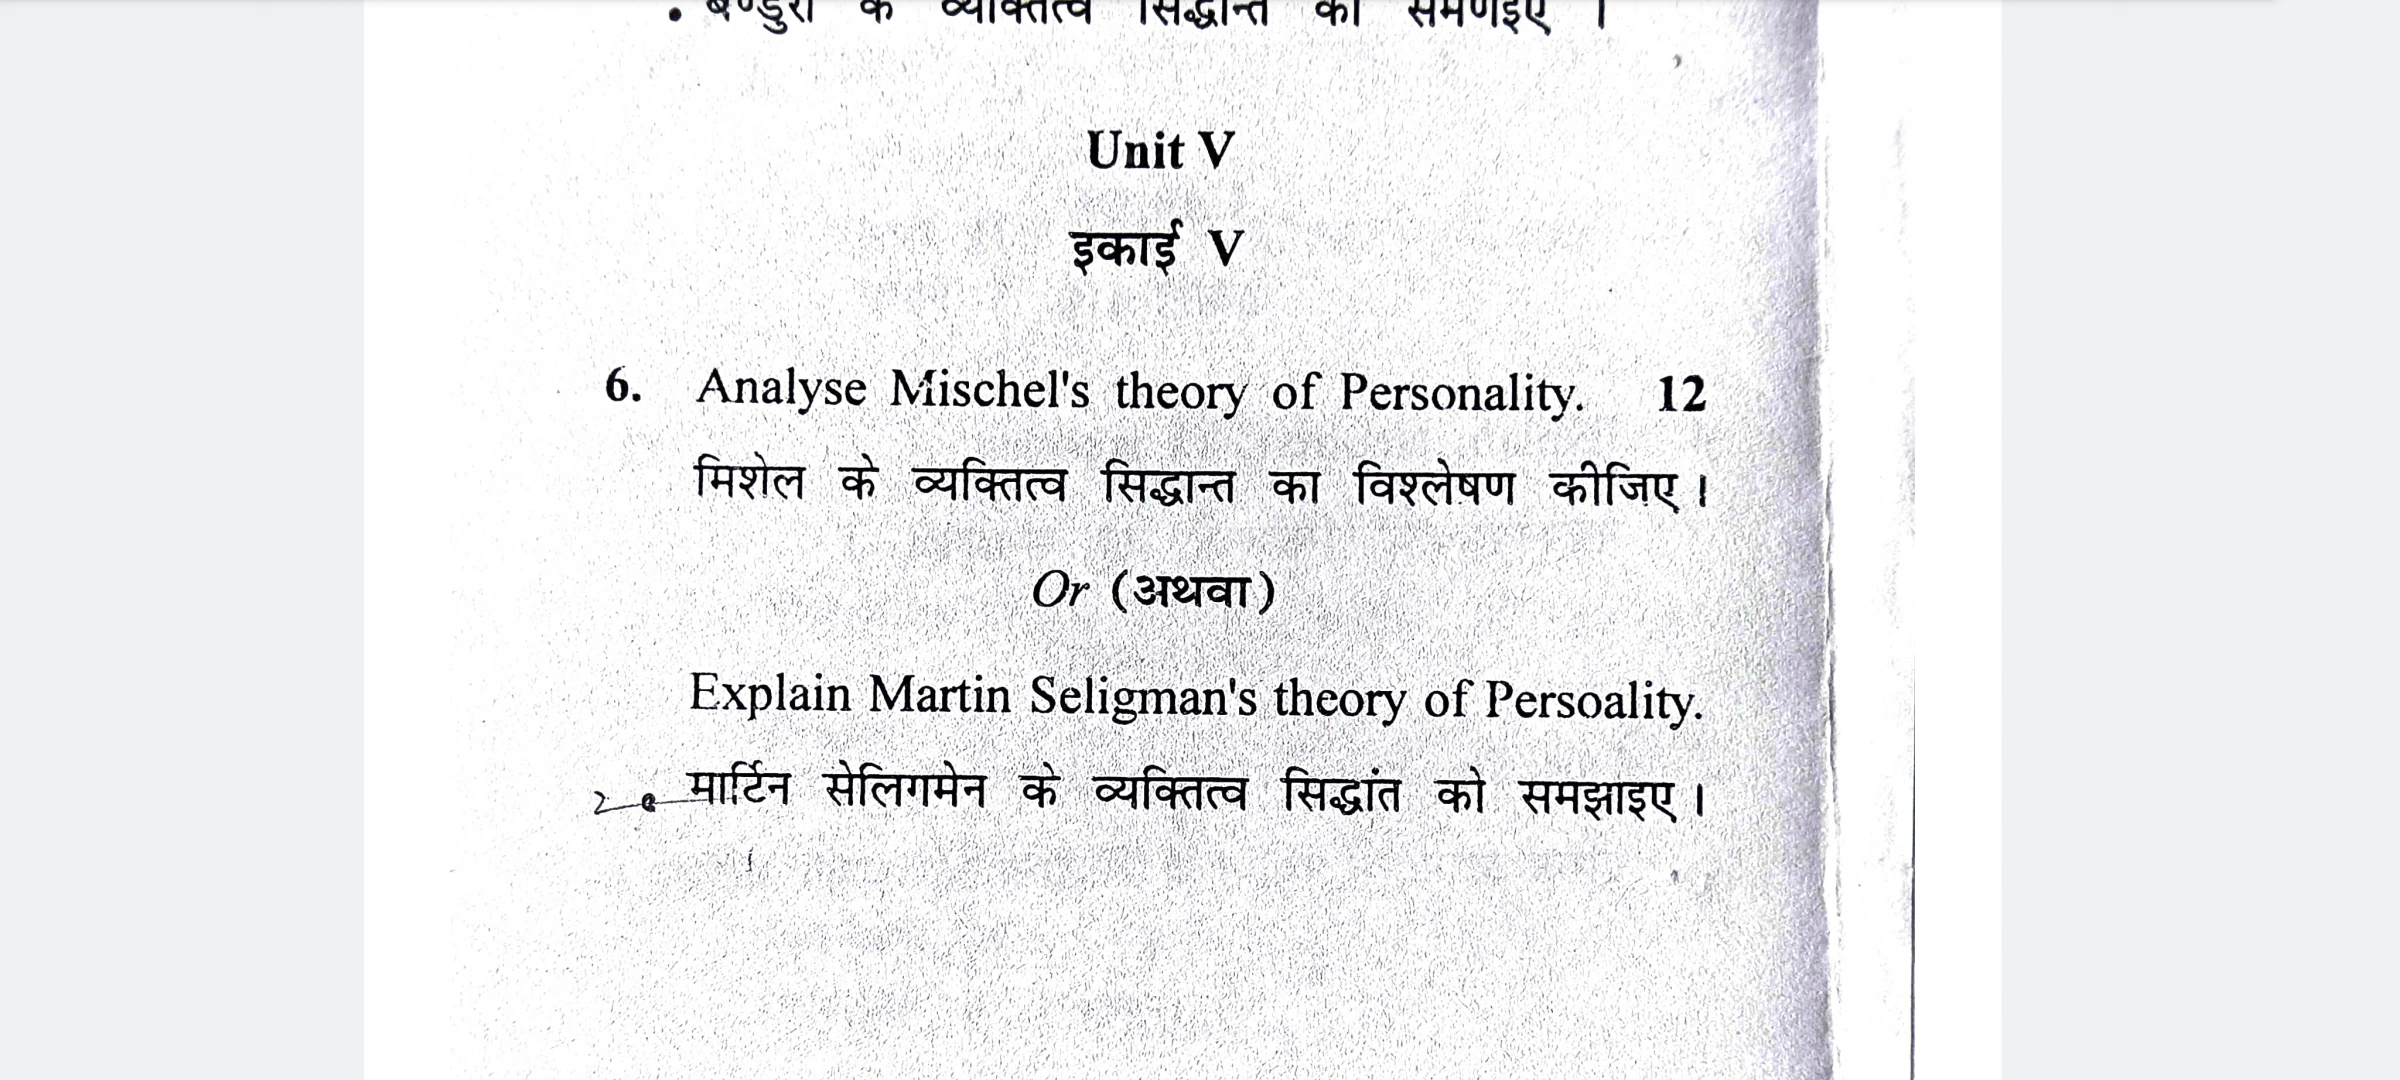 Unit V
इकाई V
6. Analyse Mischel's theory of Personality. 12
मिशेल के व्यक्तित्व सिद्धान्त का विश्लेषण कीजिए ।
Or (अथवा)
Explain Martin Seligman's theory of Persoality.
मार्टिन सेलिगमेन के व्यक्तित्व सिद्धांत को समझाइए ।